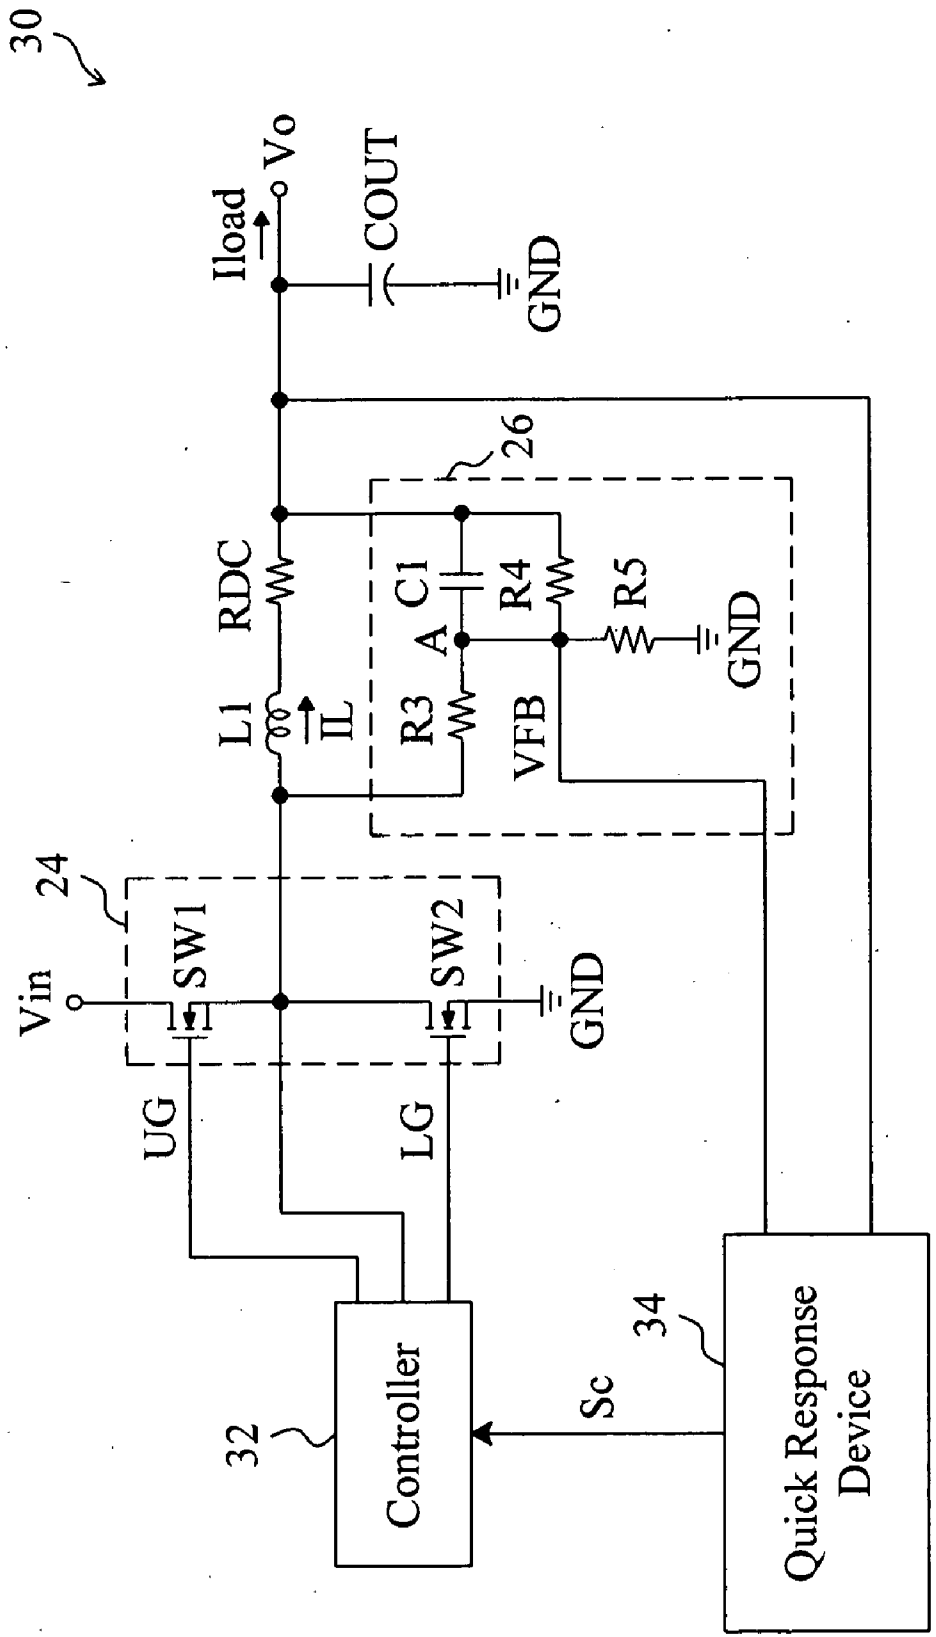 30
Vin
24
SW1
UG
SW2
LG
GND
L1
IL
RDC
Iload
Vo
COUT
GND
26
R3
A
C1
R4
VFB
R5
GND
32
Controller
Sc
34
Quick Response
Device